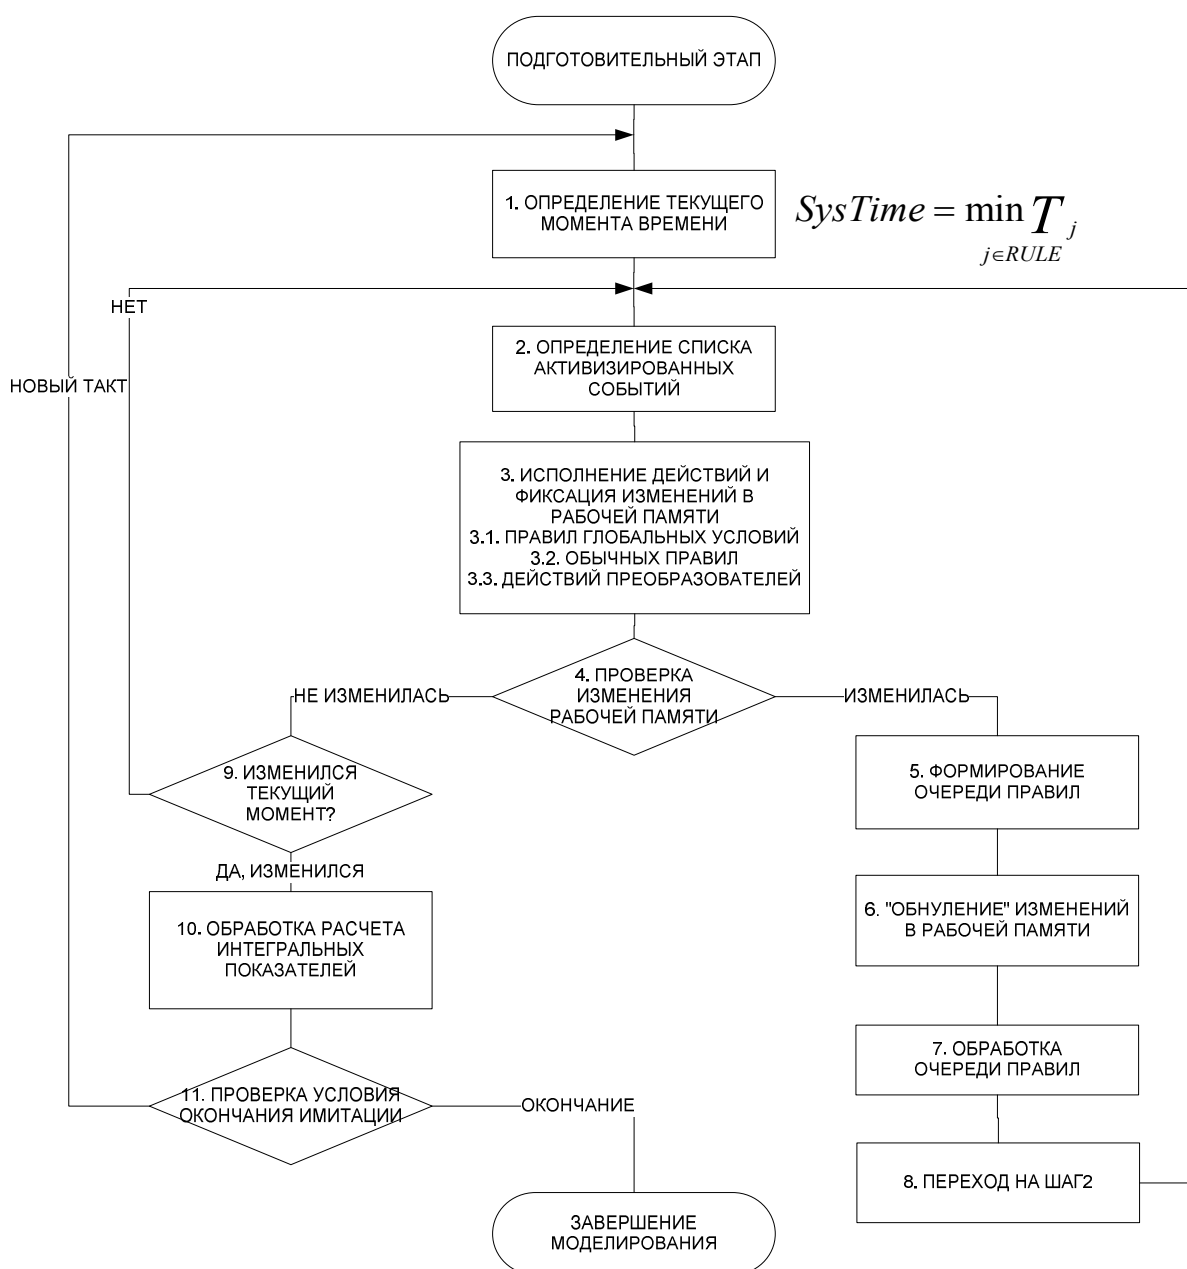 ПОДГОТОВИТЕЛЬНЫЙ ЭТАП
1. ОПРЕДЕЛЕНИЕ ТЕКУЩЕГО
МОМЕНТА ВРЕМЕНИ
SysTime = min T j
j∈RULE
НЕТ
НОВЫЙ ТАКТ
2. ОПРЕДЕЛЕНИЕ СПИСКА
АКТИВИЗИРОВАННЫХ
СОБЫТИЙ
3. ИСПОЛНЕНИЕ ДЕЙСТВИЙ И
ФИКСАЦИЯ ИЗМЕНЕНИЙ В
РАБОЧЕЙ ПАМЯТИ
3.1. ПРАВИЛ ГЛОБАЛЬНЫХ УСЛОВИЙ
3.2. ОБЫЧНЫХ ПРАВИЛ
3.3. ДЕЙСТВИЙ ПРЕОБРАЗОВАТЕЛЕЙ
4. ПРОВЕРКА
ИЗМЕНЕНИЯ
РАБОЧЕЙ ПАМЯТИ
НЕ ИЗМЕНИЛАСЬ
ИЗМЕНИЛАСЬ
9. ИЗМЕНИЛСЯ
ТЕКУЩИЙ
МОМЕНТ?
ДА, ИЗМЕНИЛСЯ
5. ФОРМИРОВАНИЕ
ОЧЕРЕДИ ПРАВИЛ
10. ОБРАБОТКА РАСЧЕТА
ИНТЕГРАЛЬНЫХ
ПОКАЗАТЕЛЕЙ
6. "ОБНУЛЕНИЕ" ИЗМЕНЕНИЙ
В РАБОЧЕЙ ПАМЯТИ
7. ОБРАБОТКА
ОЧЕРЕДИ ПРАВИЛ
11. ПРОВЕРКА УСЛОВИЯ
ОКОНЧАНИЯ ИМИТАЦИИ
ОКОНЧАНИЕ
8. ПЕРЕХОД НА ШАГ2
ЗАВЕРШЕНИЕ
МОДЕЛИРОВАНИЯ